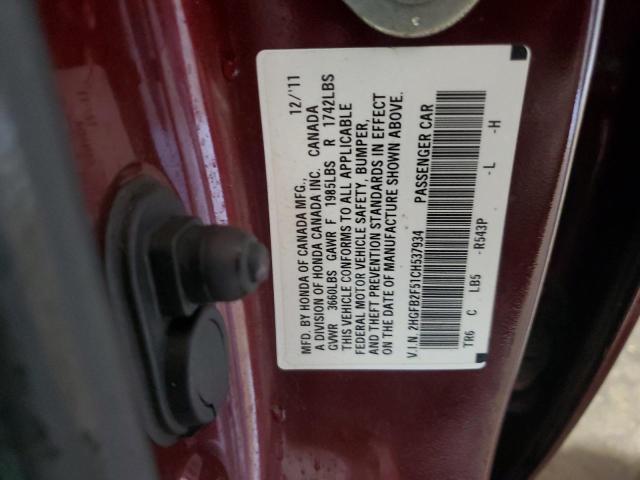 MFD. BY HONDA OF CANADA MFG., 12/'11
A DIVISION OF HONDA CANADA INC. CANADA
GVWR 3660LBS GAWR F 1985LBS R 1742LBS
THIS VEHICLE CONFORMS TO ALL APPLICABLE
FEDERAL MOTOR VEHICLE SAFETY, BUMPER,
AND THEFT PREVENTION STANDARDS IN EFFECT
ON THE DATE OF MANUFACTURE SHOWN ABOVE.
V.I.N. 2HGFB2F51CH537934 PASSENGER CAR
TR6 C LB5 -R543P -L -H